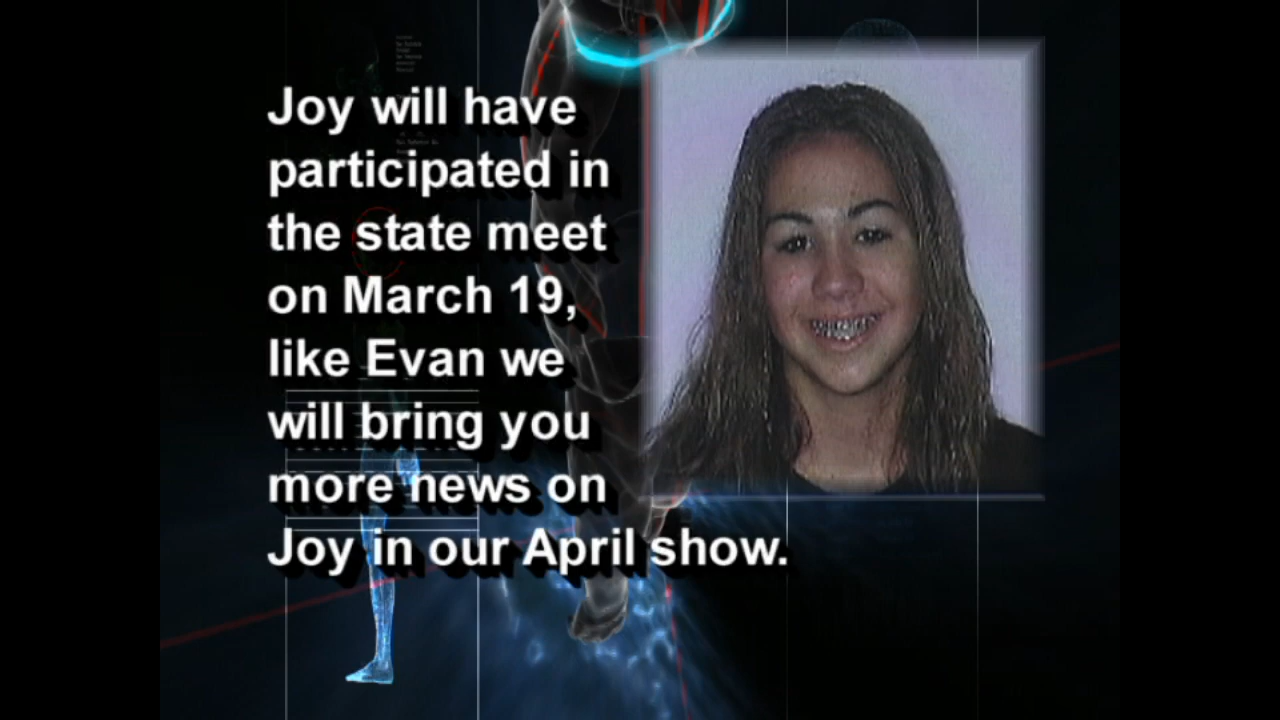 Joy will have
participated in
the state meet
on March 19,
like Evan we
will bring you
more news on
Joy in our April show.